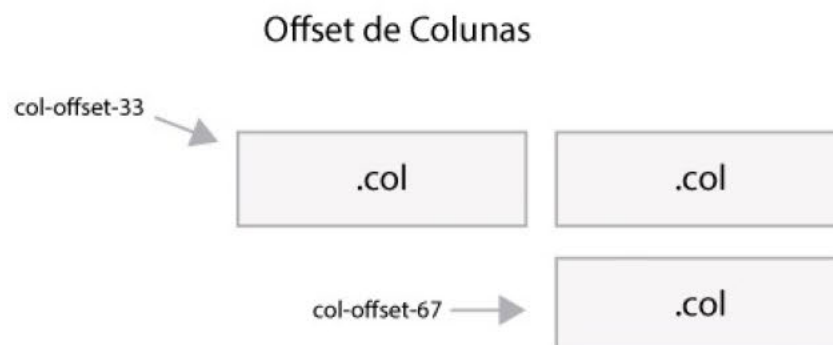 Offset de Colunas
col-offset-33
.col
.col
col-offset-67
.col